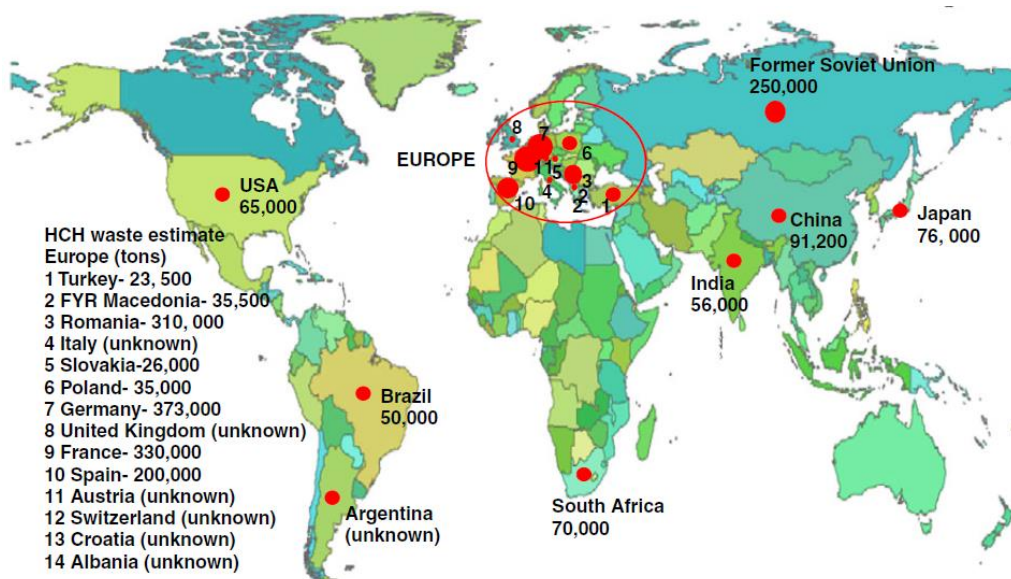 Former Soviet Union
250,000
EUROPE
8
7
9
11
6
5
4
3
2
2
10
1
USA
65,000
China
91,200
Japan
76, 000
India
56,000
HCH waste estimate
Europe (tons)
1 Turkey- 23, 500
2 FYR Macedonia- 35,500
3 Romania- 310, 000
4 Italy (unknown)
5 Slovakia-26,000
6 Poland- 35,000
7 Germany- 373,000
8 United Kingdom (unknown)
9 France- 330,000
10 Spain- 200,000
11 Austria (unknown)
12 Switzerland (unknown)
13 Croatia (unknown)
14 Albania (unknown)
Brazil
50,000
Argentina
(unknown)
South Africa
70,000